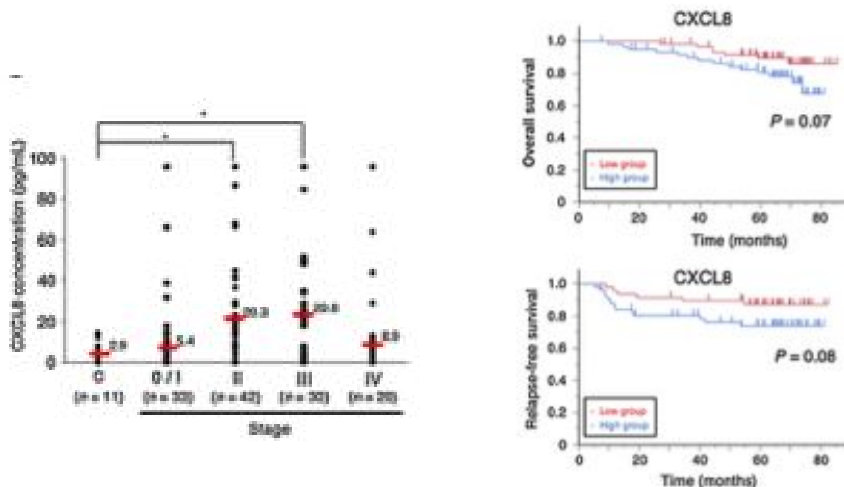 CXCL8-concentration (pg/mL)
100
80
60
40
20
0
*
*
20.3
C
0 / I
II
III
IV
(n = 11)
(n = 33)
(n = 42)
(n = 20)
Stage
CXCL8
Overall survival
1.0
0.8
0.6
0.4
0.2
0
P = 0.07
Low group
High group
0
20
40
60
80
Time (months)
CXCL8
Relapse-free survival
1.0
0.8
0.6
0.4
0.2
0
P = 0.08
Low group
High group
0
20
40
60
80
Time (months)